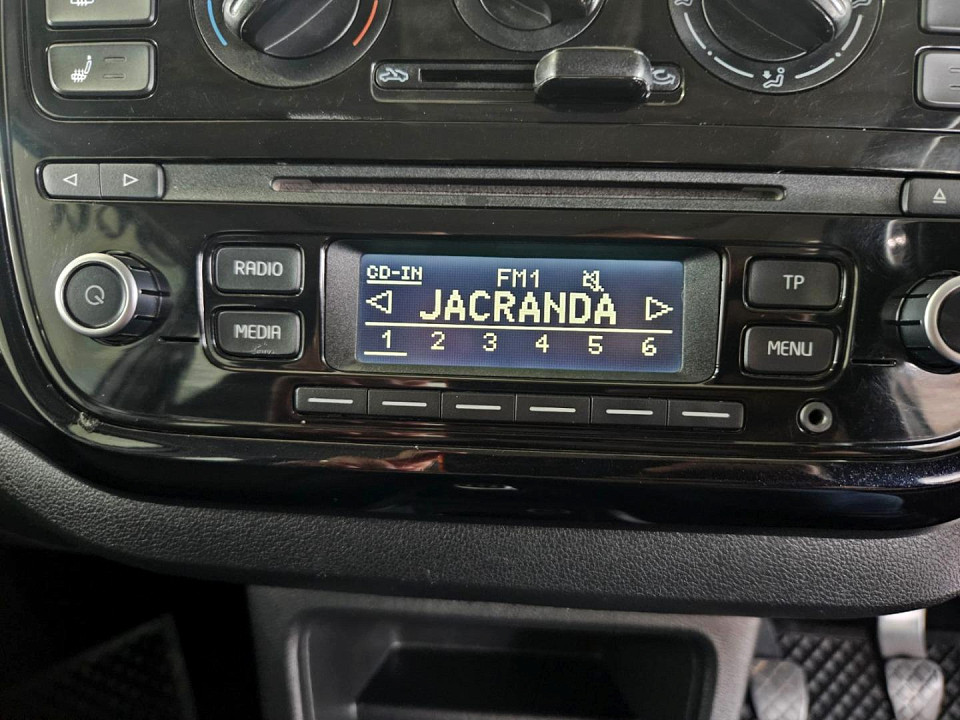 RADIO
MEDIA
CD-IN
FM1
JACRANDA
1 2 3 4 5 6
TP
MENU